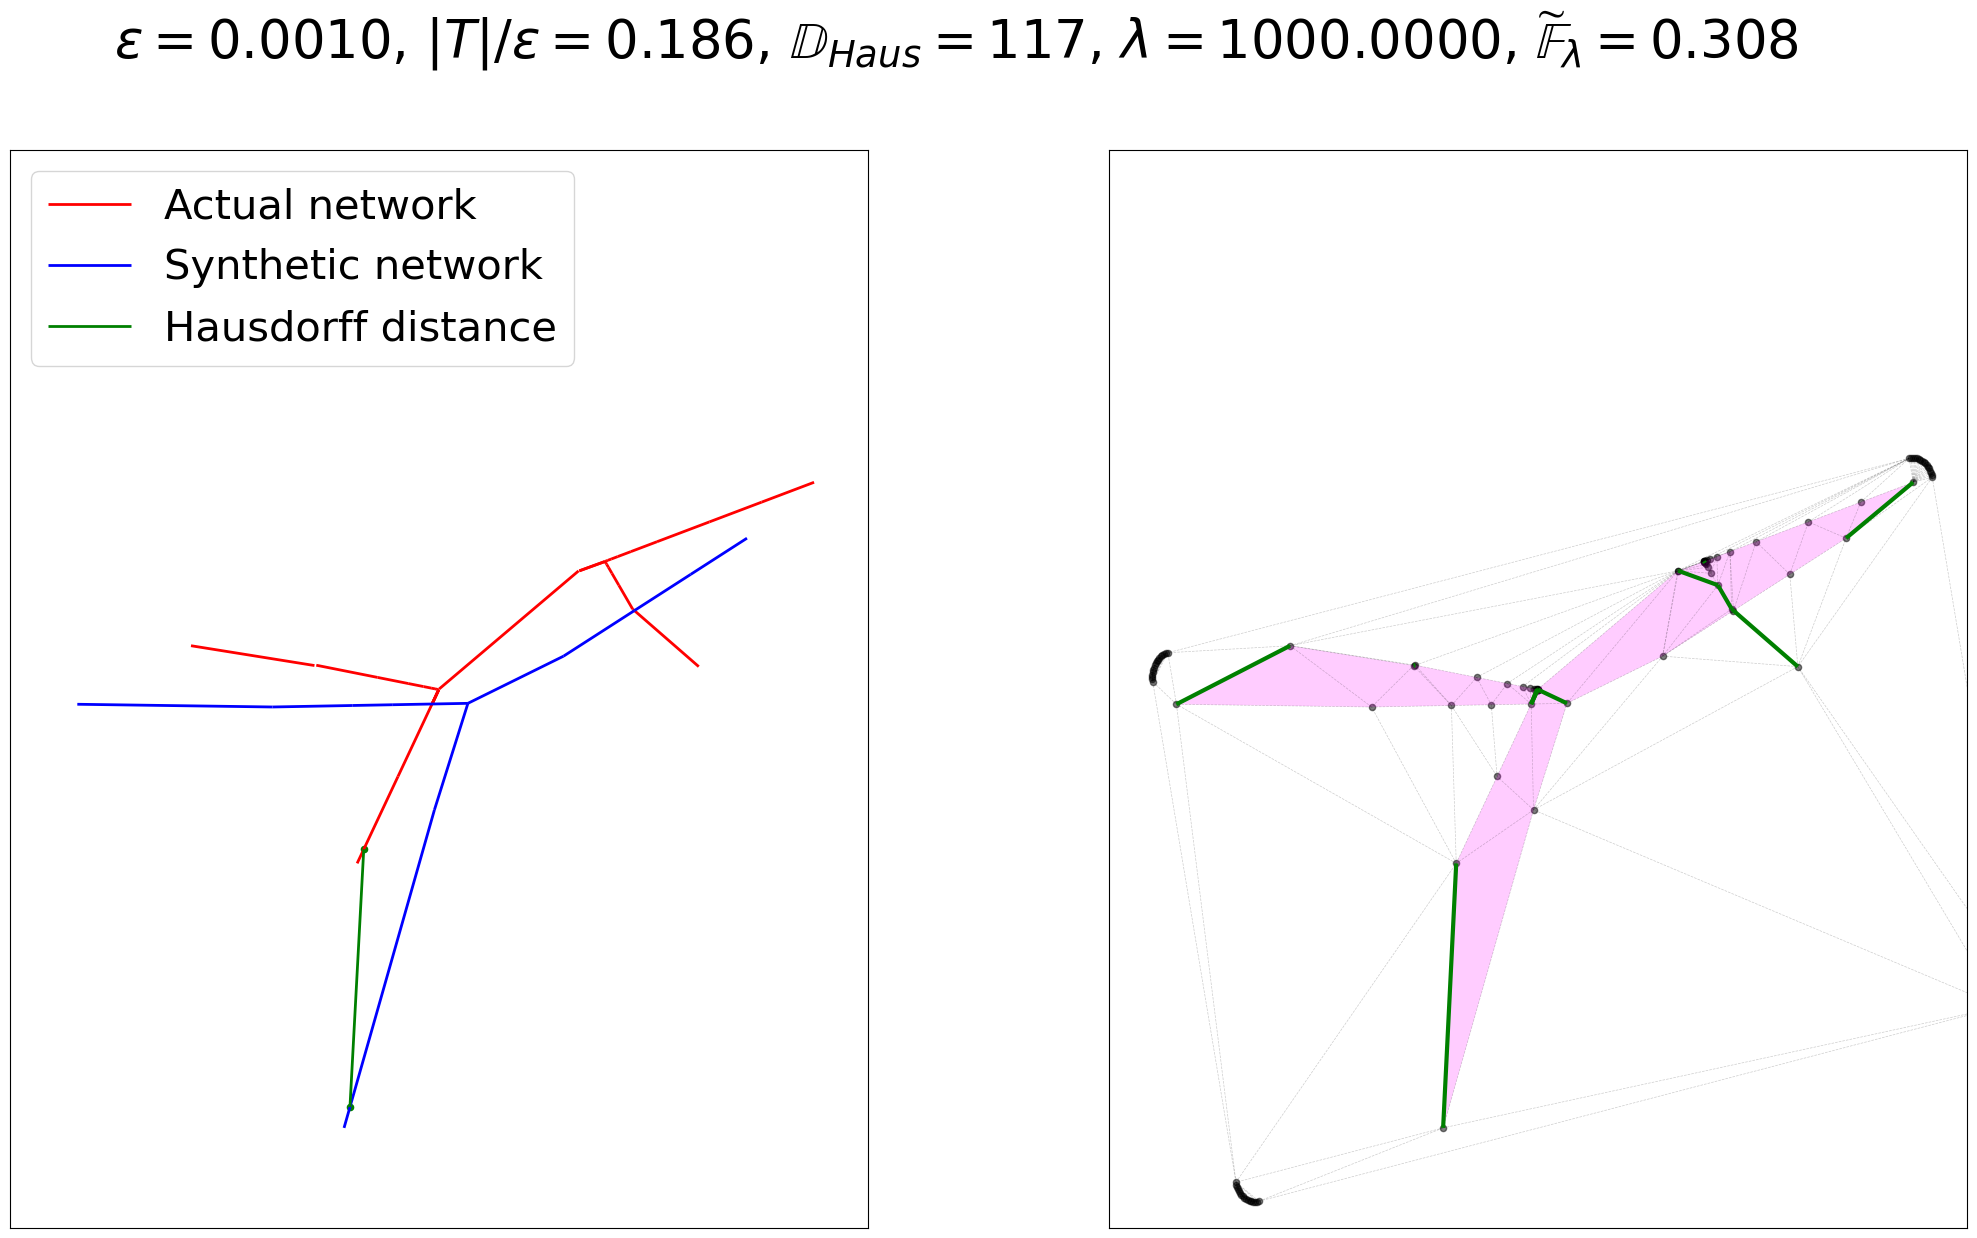 ε = 0.0010, |T|/ε = 0.186, 𝔻_Haus = 117, λ = 1000.0000, 𝔽̃_λ = 0.308
Actual network
Synthetic network
Hausdorff distance